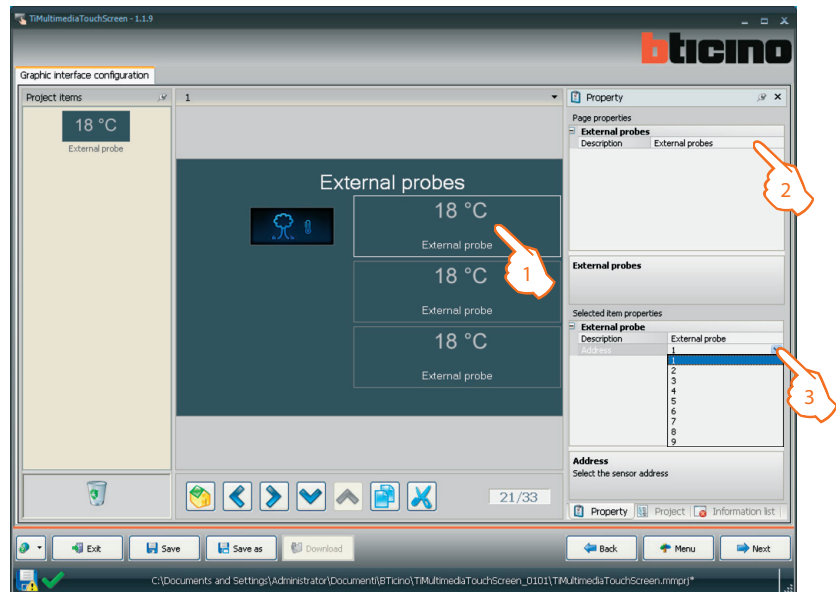 TiMultimediaTouchScreen - 1.1.9
bticino
Graphic interface configuration
Project items
18 °C
External probe
1
External probes
18 °C
External probe
1
18 °C
External probe
18 °C
External probe
21/33
Property
Page properties
External probes
Description External probes
2
External probes
Selected item properties
External probe
Description External probe
Address 1
1
2
3
4
5
6
7
8
9
3
Address
Select the sensor address
Property Project Information list
Exit Save Save as Download Back Menu Next
C:\Documents and Settings\Administrator\Documenti\BTicino\TiMultimediaTouchScreen_0101\TiMultimediaTouchScreen.mmprj*